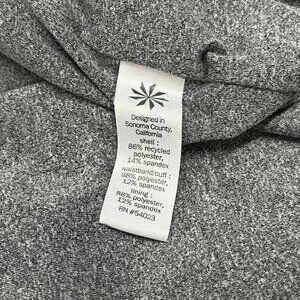 Designed in
Sonoma County,
California
shell :
86% recycled
polyester,
14% spandex
waistband/cuff :
88% polyester,
12% spandex
lining :
88% polyester,
12% spandex
RN #54023